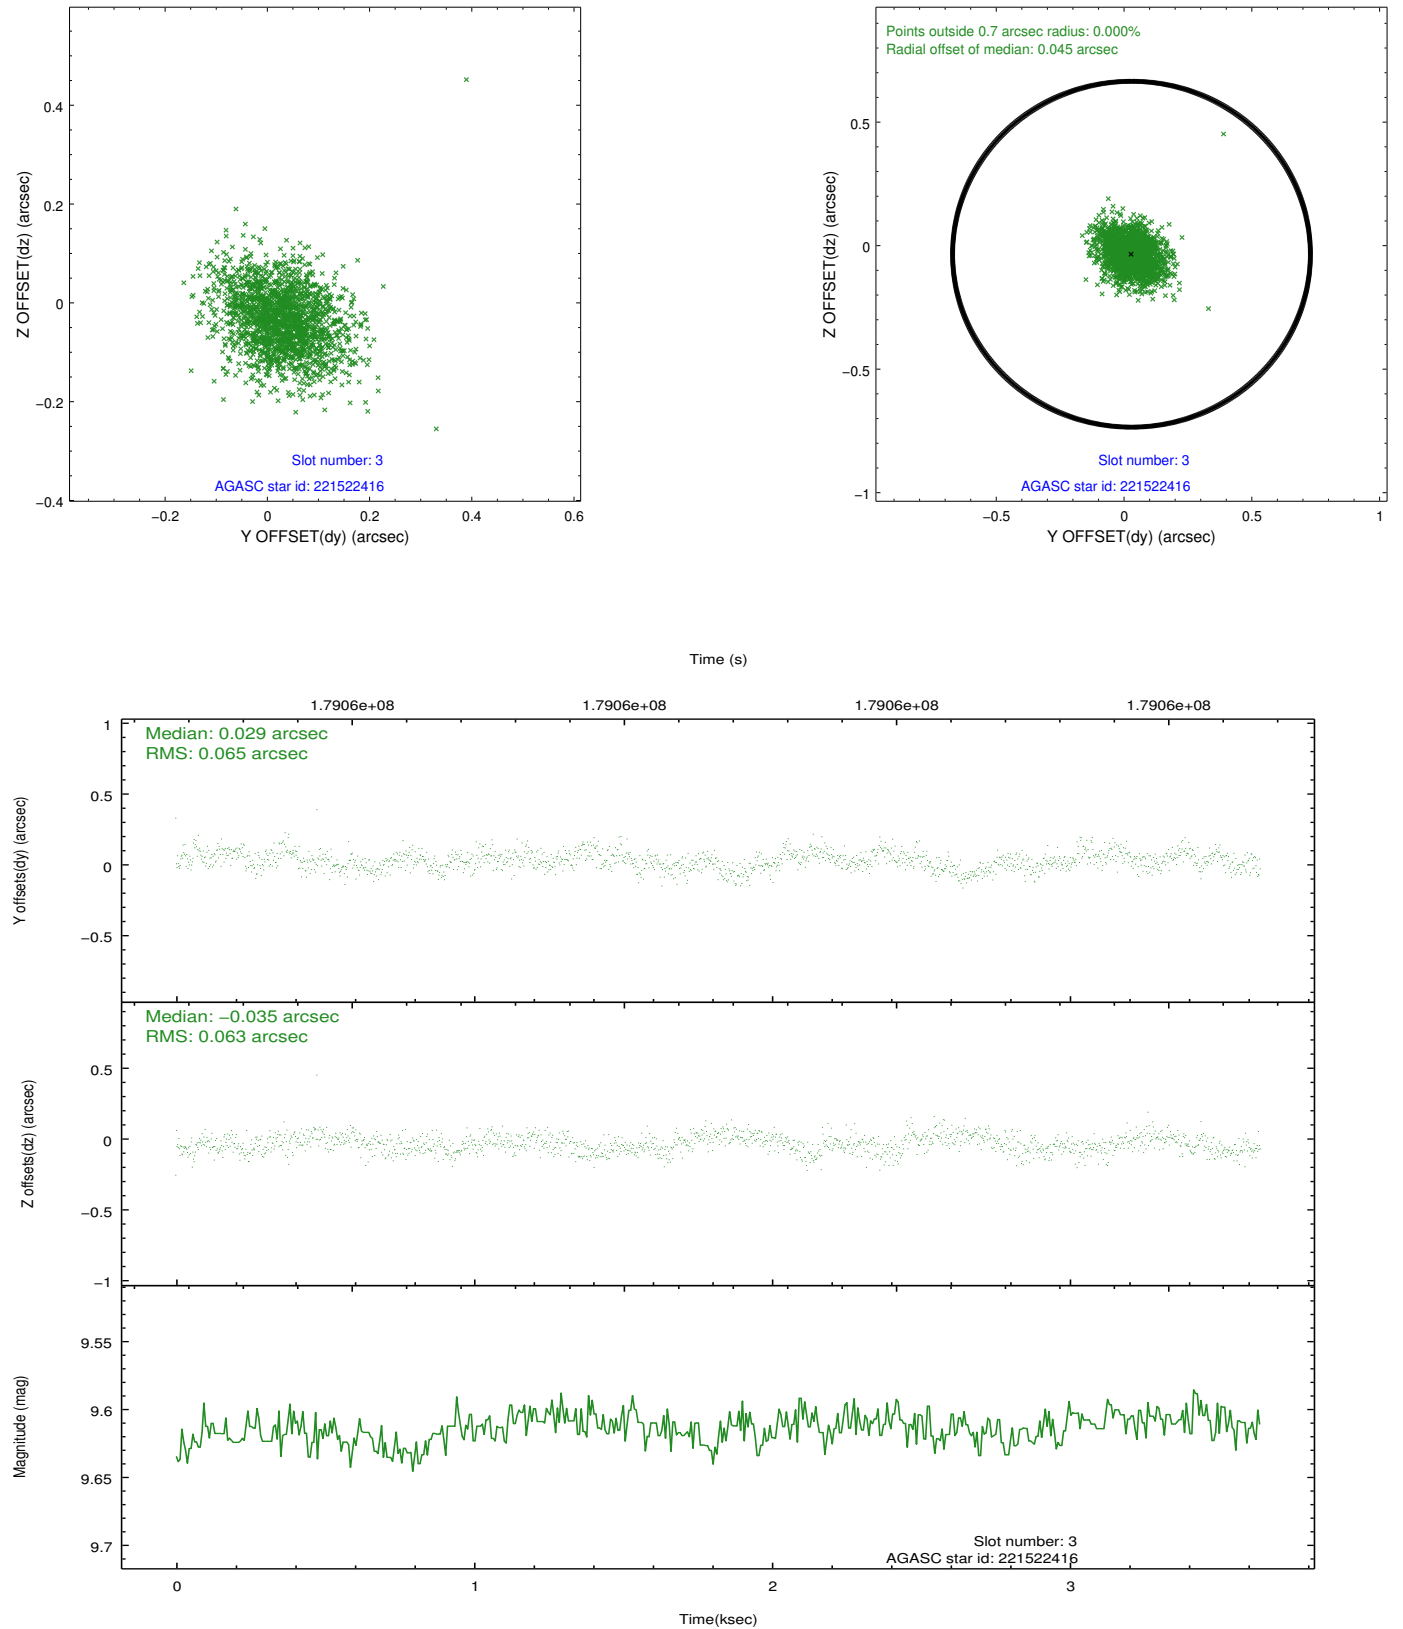 0.4
0.2
0
−0.2
−0.4
Z OFFSET(dz) (arcsec)
Slot number: 3
AGASC star id: 221522416
−0.2 0 0.2 0.4 0.6
Y OFFSET(dy) (arcsec)
Points outside 0.7 arcsec radius: 0.000%
Radial offset of median: 0.045 arcsec
0.5
0
−0.5
−1
Z OFFSET(dz) (arcsec)
Slot number: 3
AGASC star id: 221522416
−0.5 0 0.5 1
Y OFFSET(dy) (arcsec)
Time (s)
1.7906e+08 1.7906e+08 1.7906e+08 1.7906e+08
Median: 0.029 arcsec
RMS: 0.065 arcsec
1
0.5
0
−0.5
Y offsets(dy) (arcsec)
Median: −0.035 arcsec
RMS: 0.063 arcsec
0.5
0
−0.5
−1
Z offsets(dz) (arcsec)
9.55
9.6
9.65
9.7
Magnitude (mag)
Slot number: 3
AGASC star id: 221522416
0 1 2 3
Time(ksec)